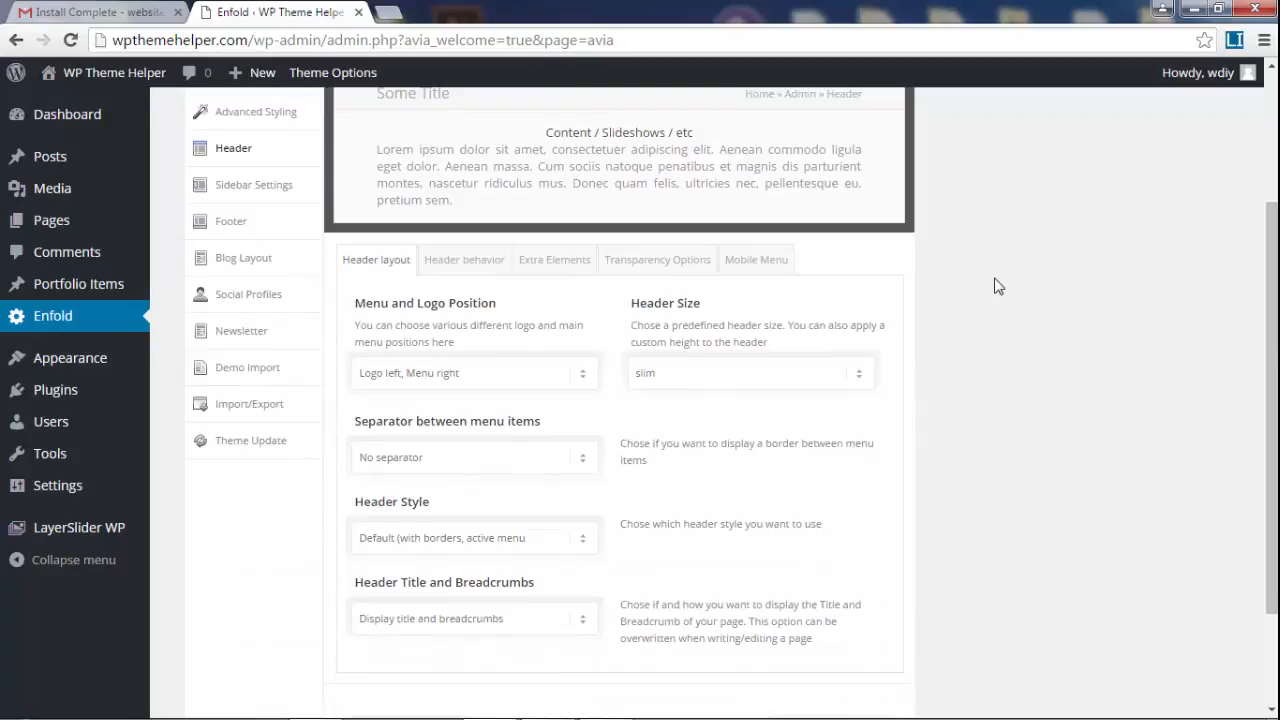 Install Complete - website
Enfold ‹ WP Theme Helpe
wpthemehelper.com/wp-admin/admin.php?avia_welcome=true&page=avia
LI
WP Theme Helper
0
New
Theme Options
Howdy, wdiy
Dashboard
Posts
Media
Pages
Comments
Portfolio Items
Enfold
Appearance
Plugins
Users
Tools
Settings
LayerSlider WP
Collapse menu
Advanced Styling
Header
Sidebar Settings
Footer
Blog Layout
Social Profiles
Newsletter
Demo Import
Import/Export
Theme Update
Some Title
Home » Admin » Header
Content / Slideshows / etc
Lorem ipsum dolor sit amet, consectetuer adipiscing elit. Aenean commodo ligula
eget dolor. Aenean massa. Cum sociis natoque penatibus et magnis dis parturient
montes, nascetur ridiculus mus. Donec quam felis, ultricies nec, pellentesque eu,
pretium sem.
Header layout
Header behavior
Extra Elements
Transparency Options
Mobile Menu
Menu and Logo Position
You can choose various different logo and main
menu positions here
Logo left, Menu right
Header Size
Chose a predefined header size. You can also apply a
custom height to the header
slim
Separator between menu items
No separator
Chose if you want to display a border between menu
items
Header Style
Default (with borders, active menu
Chose which header style you want to use
Header Title and Breadcrumbs
Display title and breadcrumbs
Chose if and how you want to display the Title and
Breadcrumb of your page. This option can be
overwritten when writing/editing a page